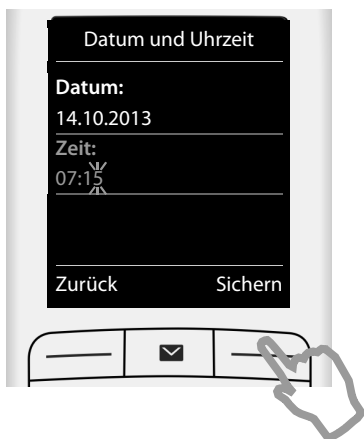 Datum und Uhrzeit
Datum:
14.10.2013
Zeit:
07:15
Zurück Sichern